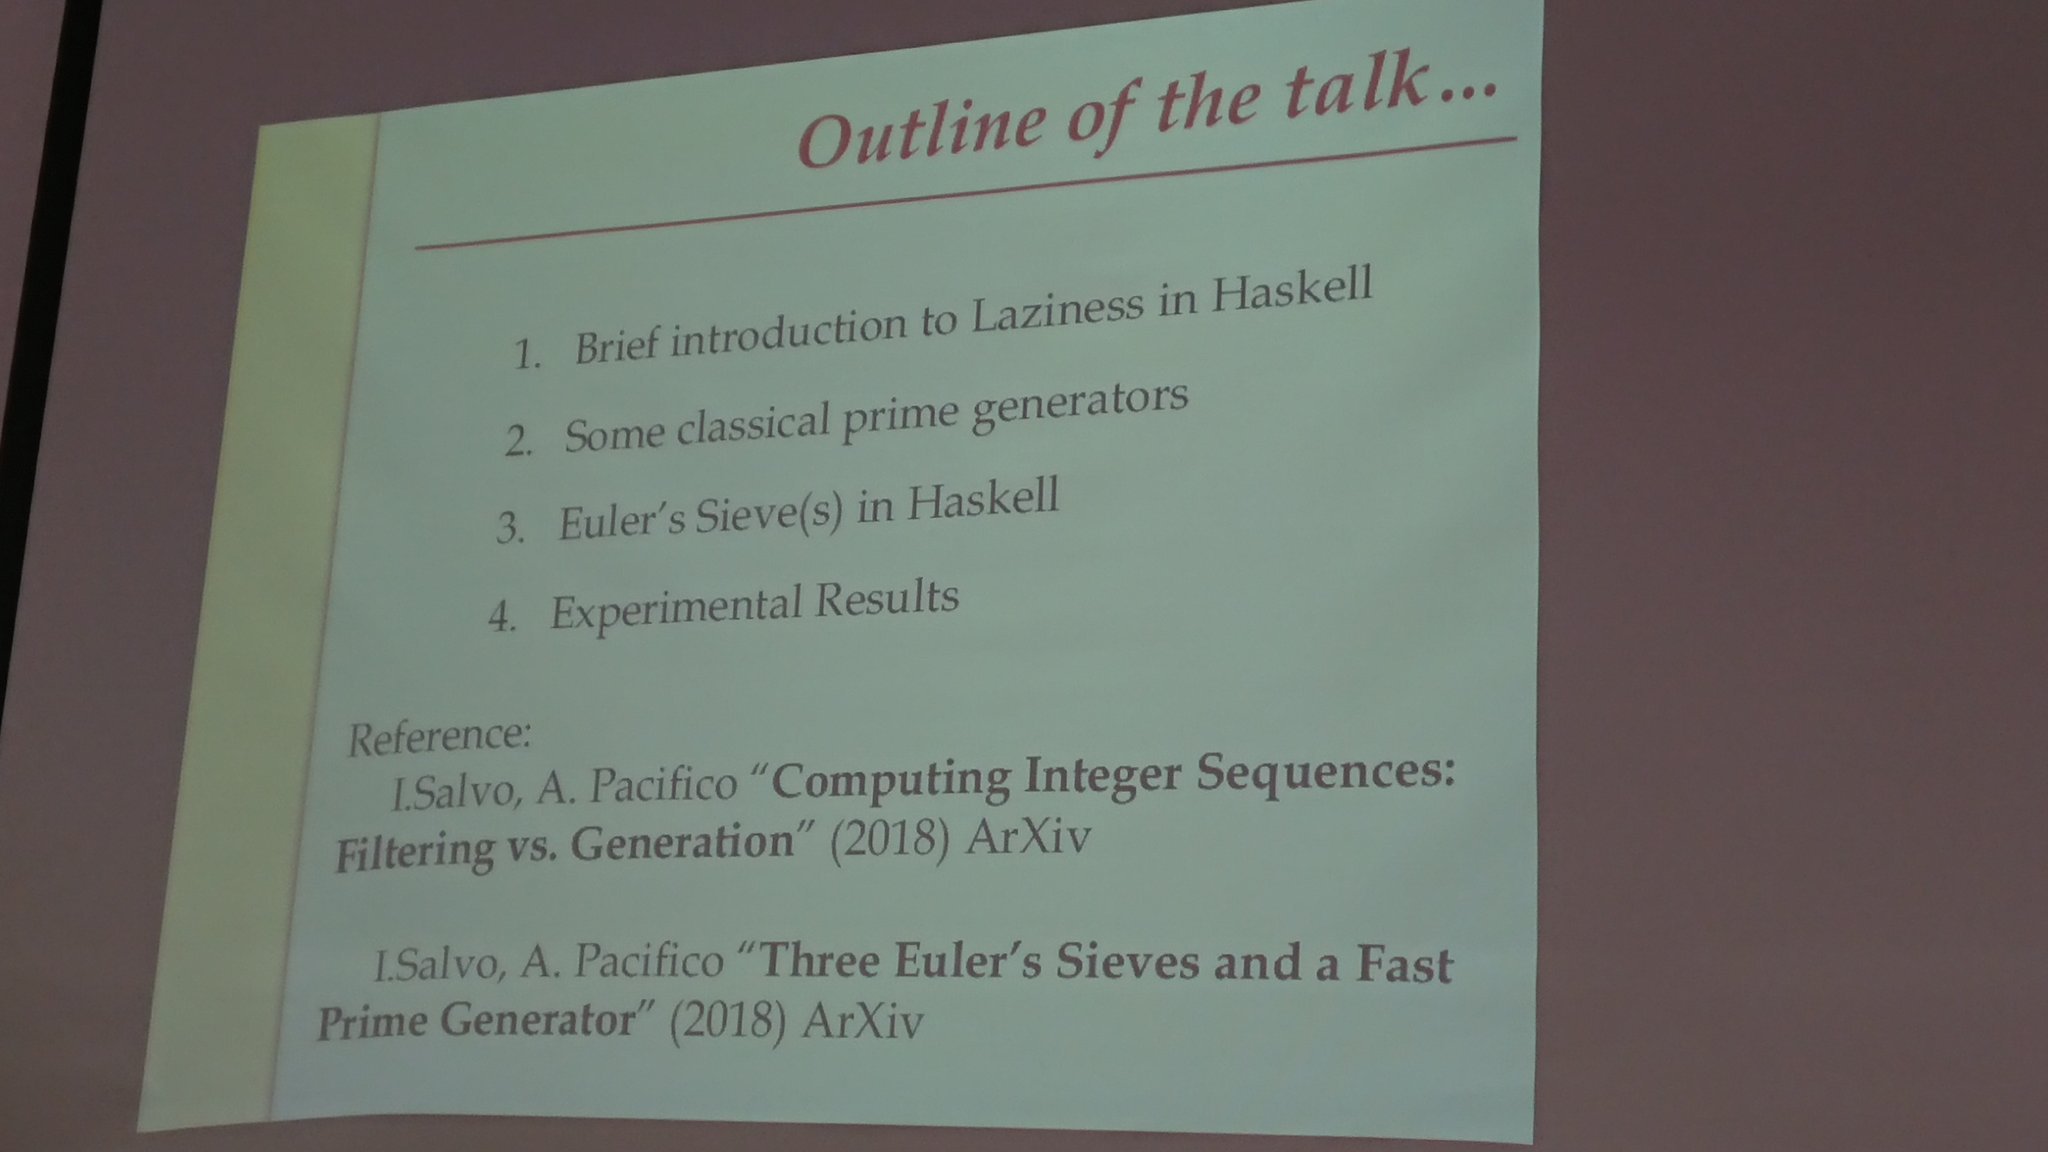 Outline of the talk...
1. Brief introduction to Laziness in Haskell
2. Some classical prime generators
3. Euler’s Sieve(s) in Haskell
4. Experimental Results
Reference:
I.Salvo, A. Pacifico “Computing Integer Sequences:
Filtering vs. Generation” (2018) ArXiv
I.Salvo, A. Pacifico “Three Euler’s Sieves and a Fast
Prime Generator” (2018) ArXiv